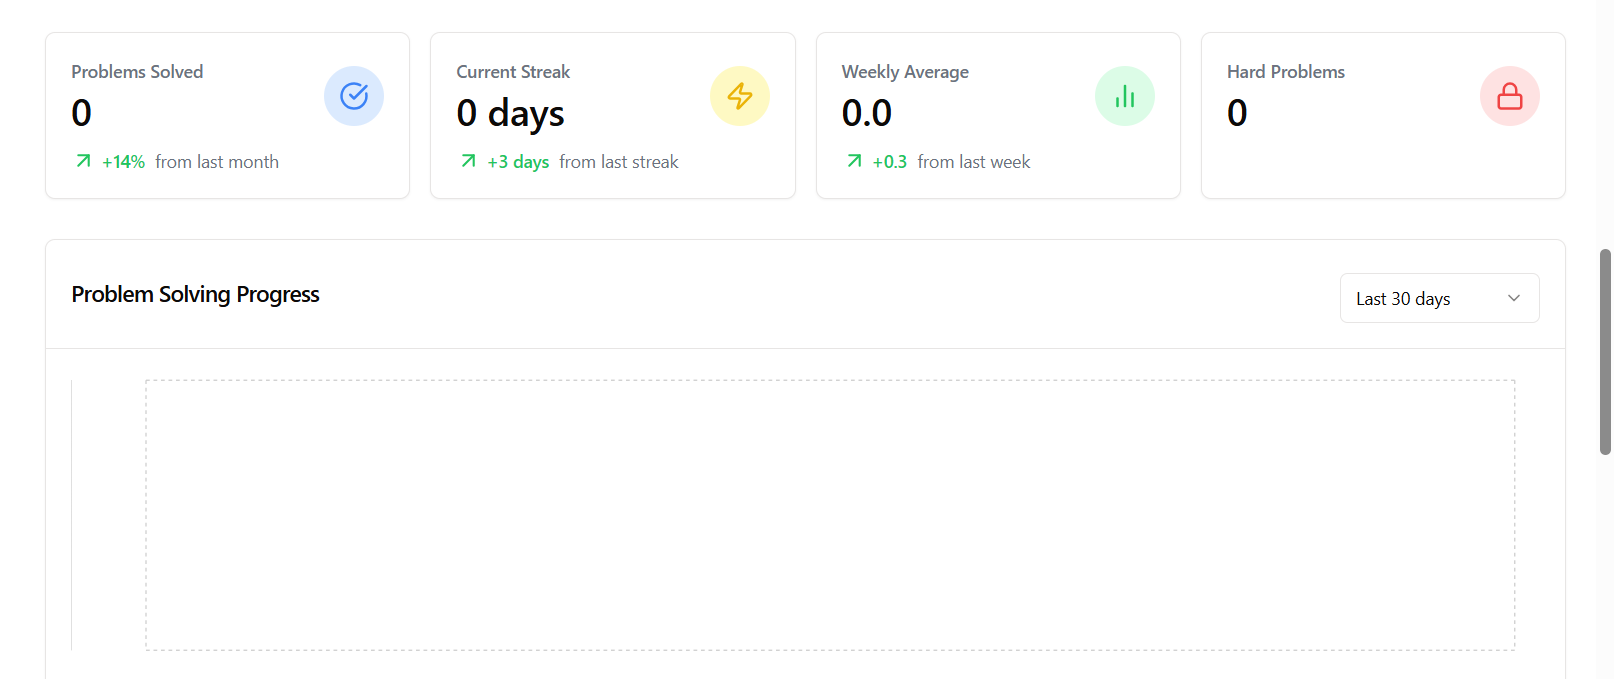 Problems Solved
0
+14% from last month
Current Streak
0 days
+3 days from last streak
Weekly Average
0.0
+0.3 from last week
Hard Problems
0
Problem Solving Progress
Last 30 days